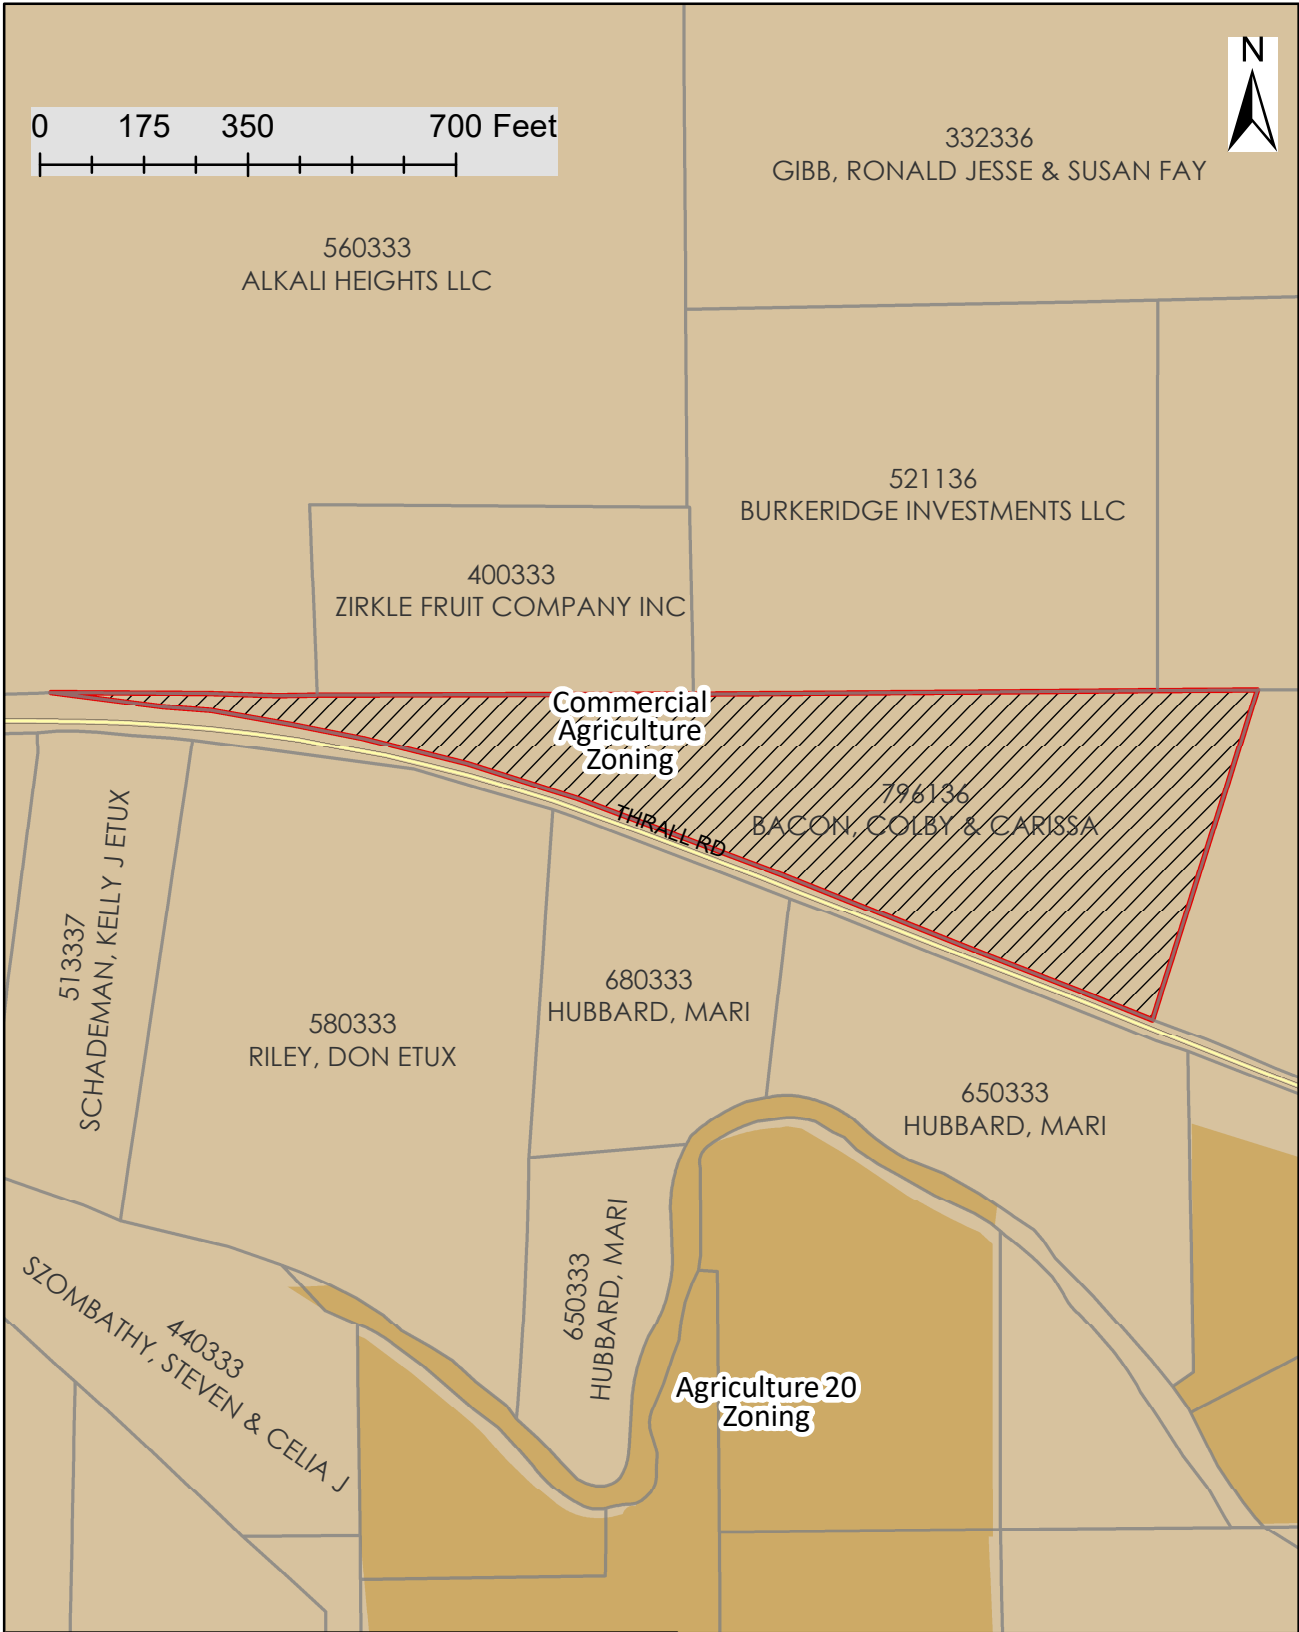 N
0 175 350 700 Feet
332336
GIBB, RONALD JESSE & SUSAN FAY
560333
ALKALI HEIGHTS LLC
521136
BURKERIDGE INVESTMENTS LLC
400333
ZIRKLE FRUIT COMPANY INC
Commercial
Agriculture
Zoning
796136
BACON, COLBY & CARISSA
THRALL RD
513337
SCHADEMAN, KELLY J ETUX
680333
HUBBARD, MARI
580333
RILEY, DON ETUX
650333
HUBBARD, MARI
650333
HUBBARD, MARI
440333
SZOMBATHY, STEVEN & CELIA J
Agriculture 20
Zoning